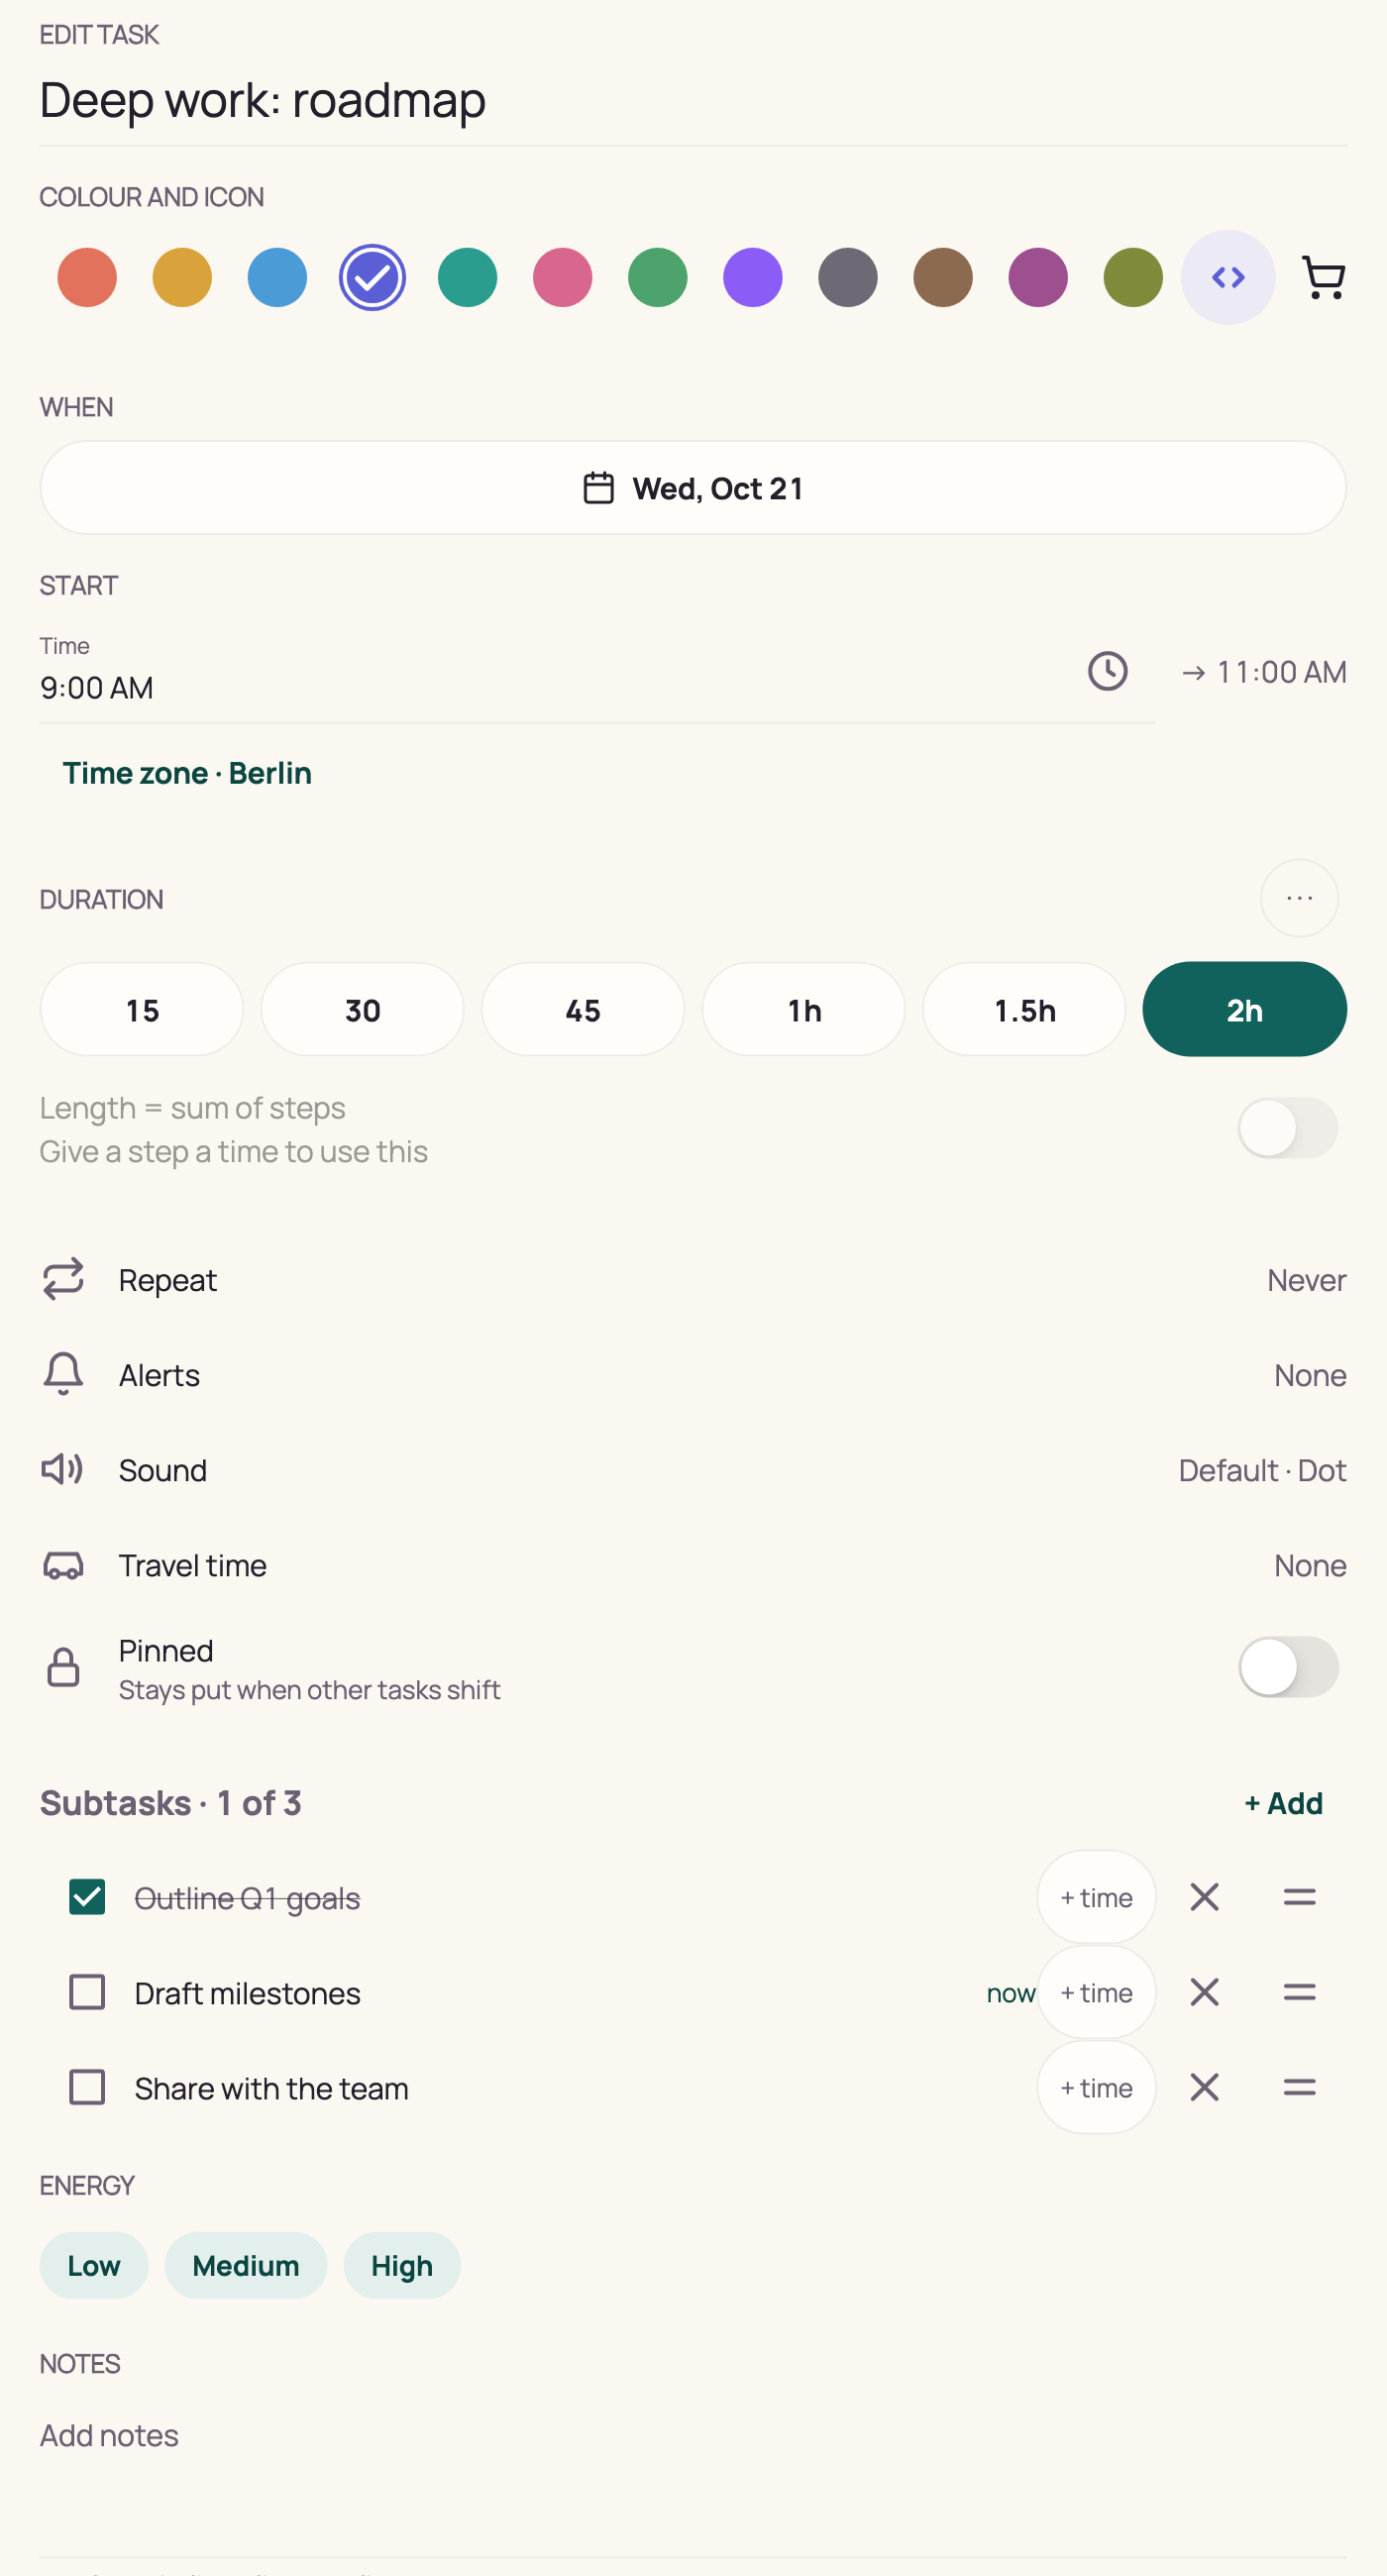 EDIT TASK
Deep work: roadmap
COLOUR AND ICON
WHEN
Wed, Oct 21
START
Time
9:00 AM
→ 11:00 AM
Time zone · Berlin
DURATION
...
15 30 45 1h 1.5h 2h
Length = sum of steps
Give a step a time to use this
Repeat Never
Alerts None
Sound Default · Dot
Travel time None
Pinned
Stays put when other tasks shift
Subtasks · 1 of 3 + Add
Outline Q1 goals + time
Draft milestones now + time
Share with the team + time
ENERGY
Low Medium High
NOTES
Add notes